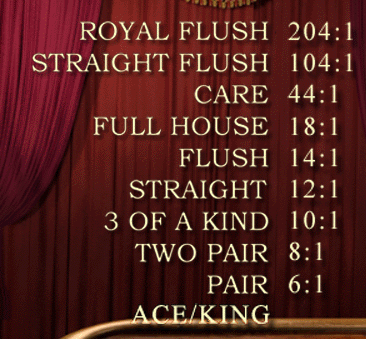 ROYAL FLUSH 204:1
STRAIGHT FLUSH 104:1
CARE 44:1
FULL HOUSE 18:1
FLUSH 14:1
STRAIGHT 12:1
3 OF A KIND 10:1
TWO PAIR 8:1
PAIR 6:1
ACE/KING